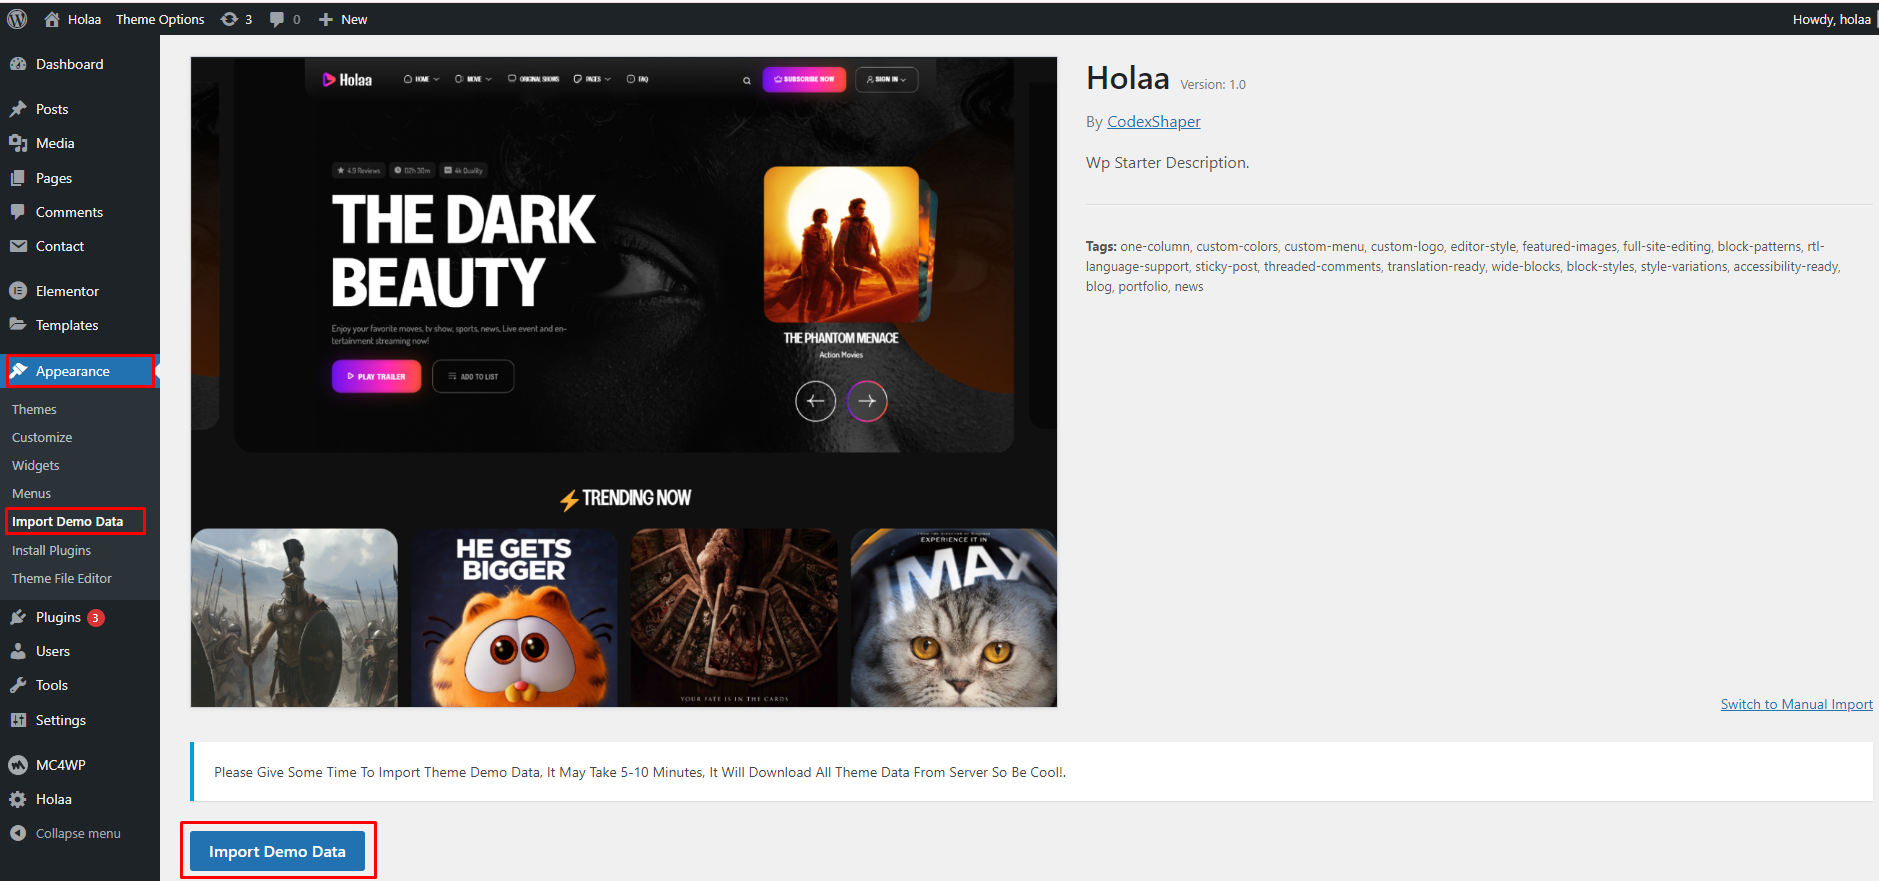 Holaa
Theme Options
3
0
New
Howdy, holaa
Dashboard
Posts
Media
Pages
Comments
Contact
Elementor
Templates
Appearance
Themes
Customize
Widgets
Menus
Import Demo Data
Install Plugins
Theme File Editor
Plugins 3
Users
Tools
Settings
MC4WP
Holaa
Collapse menu
Holaa
HOME
MOVIE
ORIGINAL SHOWS
PAGES
FAQ
SUBSCRIBE NOW
SIGN IN
4.9 Reviews
02h 30m
4k Quality
THE DARK
BEAUTY
Enjoy your favorite moves, tv show, sports, news, Live event and en-
tertainment streaming now!
PLAY TRAILER
ADD TO LIST
THE PHANTOM MENACE
Action Movies
TRENDING NOW
HE GETS
BIGGER
YOUR FATE IS IN THE CARDS
EXPERIENCE IT IN
IMAX
Holaa Version: 1.0
By CodexShaper
Wp Starter Description.
Tags: one-column, custom-colors, custom-menu, custom-logo, editor-style, featured-images, full-site-editing, block-patterns, rtl-
language-support, sticky-post, threaded-comments, translation-ready, wide-blocks, block-styles, style-variations, accessibility-ready,
blog, portfolio, news
Switch to Manual Import
Please Give Some Time To Import Theme Demo Data, It May Take 5-10 Minutes, It Will Download All Theme Data From Server So Be Cool!.
Import Demo Data